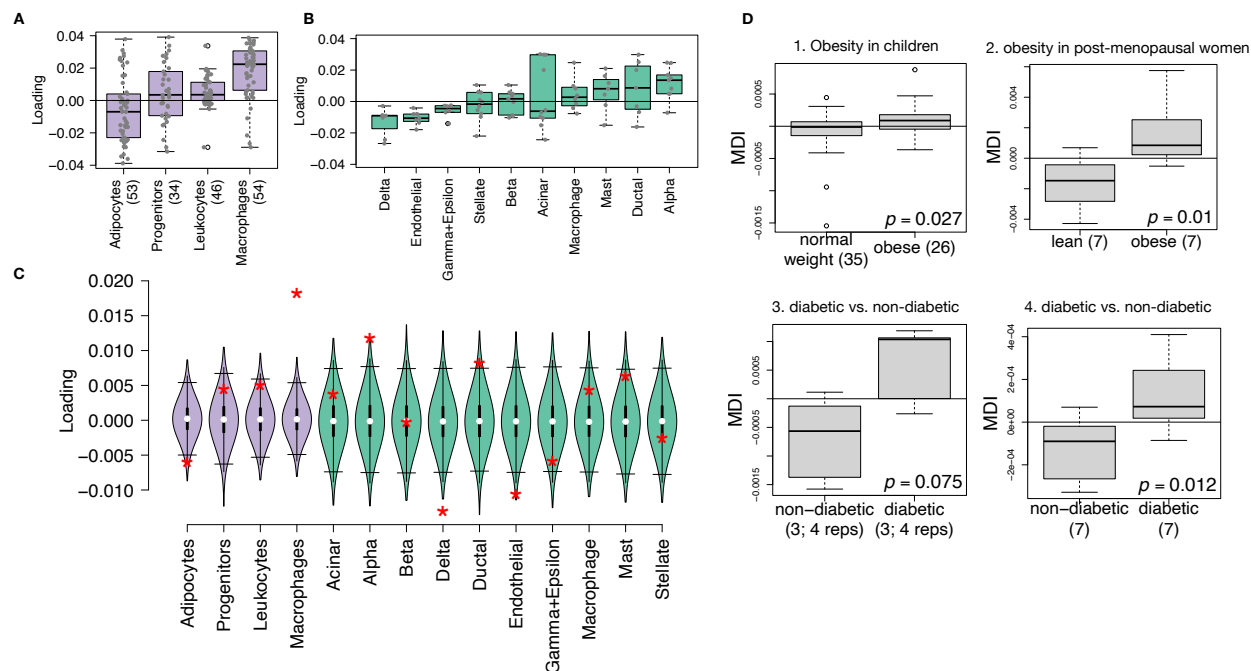 A
0.04
0.02
0.00
−0.02
−0.04
Loading
Adipocytes
(53)
Progenitors
(34)
Leukocytes
(46)
Macrophages
(54)
B
0.04
0.02
0.00
−0.02
−0.04
Loading
Delta
Endothelial
Gamma+Epsilon
Stellate
Beta
Acinar
Macrophage
Mast
Ductal
Alpha
C
0.020
0.015
0.010
0.005
0.000
−0.005
−0.010
Loading
Adipocytes
Progenitors
Leukocytes
Macrophages
Acinar
Alpha
Beta
Delta
Ductal
Endothelial
Gamma+Epsilon
Macrophage
Mast
Stellate
D
1. Obesity in children
MDI
0.0005
−0.0005
−0.0015
p = 0.027
normal
weight (35)
obese (26)
2. obesity in post-menopausal women
MDI
0.004
0.000
−0.004
p = 0.01
lean (7)
obese (7)
3. diabetic vs. non-diabetic
MDI
0.0005
−0.0005
−0.0015
p = 0.075
non−diabetic
(3; 4 reps)
diabetic
(3; 4 reps)
4. diabetic vs. non-diabetic
MDI
4e−04
2e−04
0e+00
−2e−04
p = 0.012
non−diabetic
(7)
diabetic
(7)